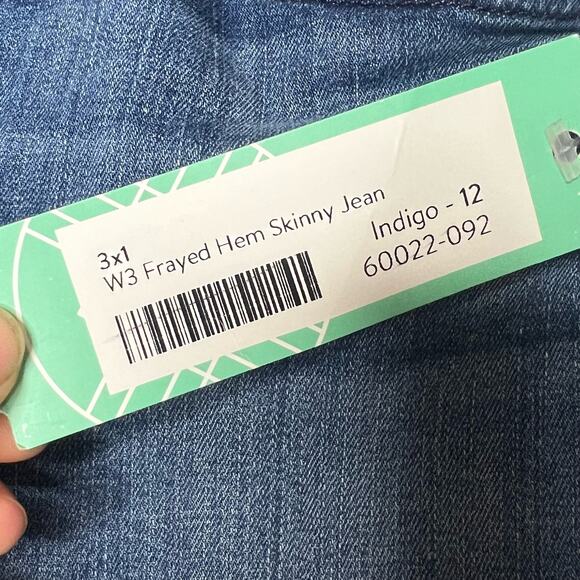 3x1
W3 Frayed Hem Skinny Jean
Indigo - 12
60022-092